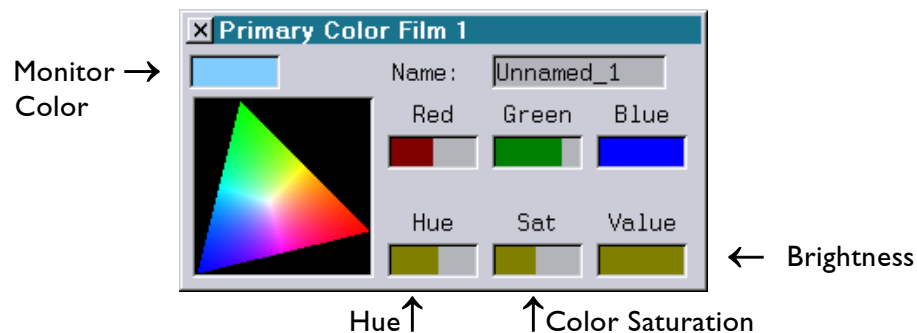 Primary Color Film 1
Monitor →
Color
Name: Unnamed_1
Red Green Blue
Hue Sat Value
← Brightness
Hue↑ ↑Color Saturation